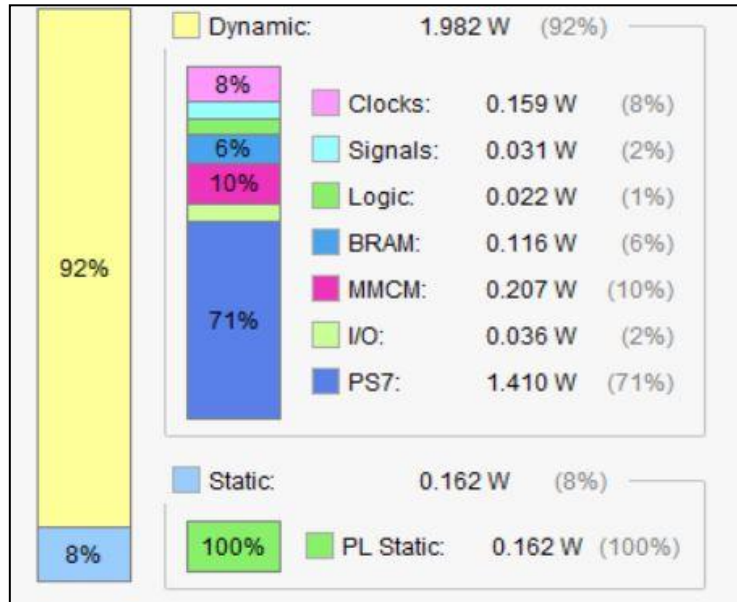 Dynamic: 1.982 W (92%)
8%
Clocks: 0.159 W (8%)
Signals: 0.031 W (2%)
6%
Logic: 0.022 W (1%)
10%
BRAM: 0.116 W (6%)
92%
MMCM: 0.207 W (10%)
71%
I/O: 0.036 W (2%)
PS7: 1.410 W (71%)
Static: 0.162 W (8%)
8%
100%
PL Static: 0.162 W (100%)